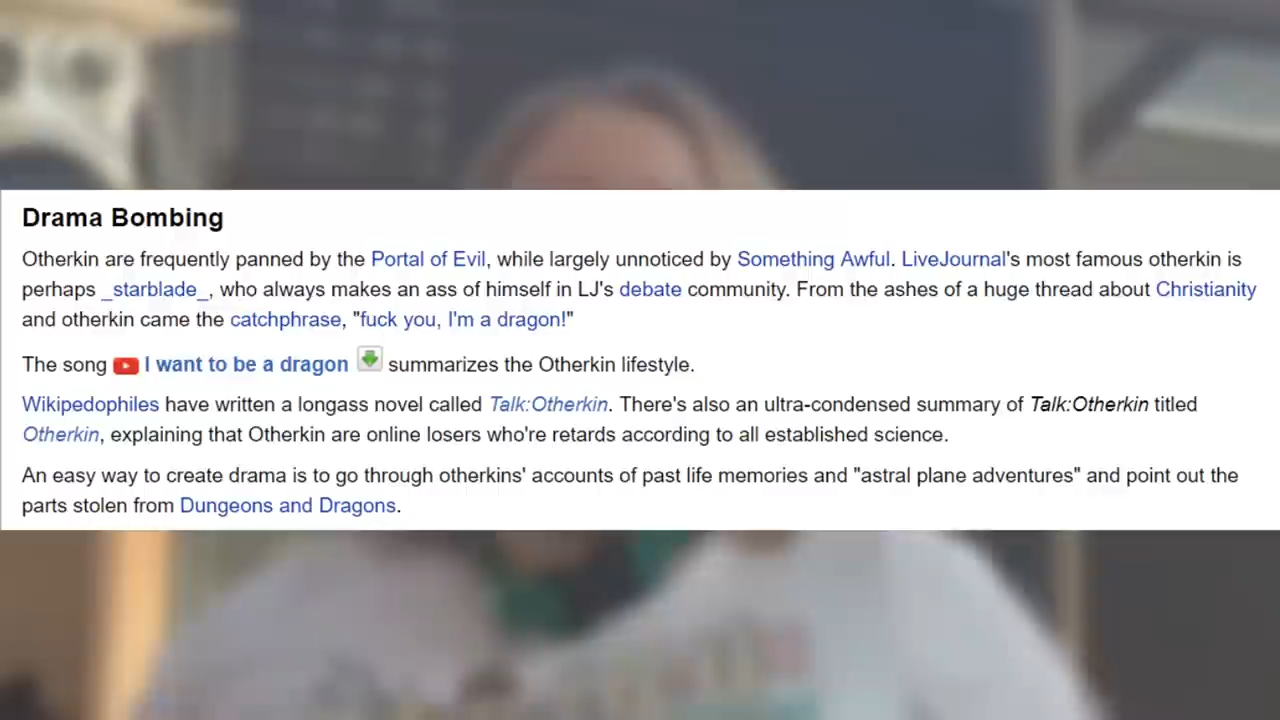 Drama Bombing
Otherkin are frequently panned by the Portal of Evil, while largely unnoticed by Something Awful. LiveJournal's most famous otherkin is
perhaps _starblade_, who always makes an ass of himself in LJ's debate community. From the ashes of a huge thread about Christianity
and otherkin came the catchphrase, "fuck you, I'm a dragon!"
The song I want to be a dragon summarizes the Otherkin lifestyle.
Wikipedophiles have written a longass novel called Talk:Otherkin. There's also an ultra-condensed summary of Talk:Otherkin titled
Otherkin, explaining that Otherkin are online losers who're retards according to all established science.
An easy way to create drama is to go through otherkins' accounts of past life memories and "astral plane adventures" and point out the
parts stolen from Dungeons and Dragons.